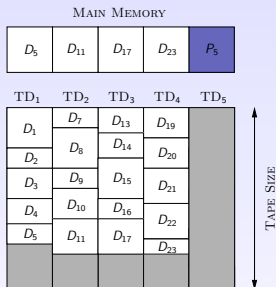 MAIN MEMORY
D5 D11 D17 D23 P5
TD1 TD2 TD3 TD4 TD5
D1 D7 D13 D19
D2 D8 D14 D20
D3 D9 D15 D21
D4 D10 D16 D22
D5 D11 D17 D23
TAPE SIZE